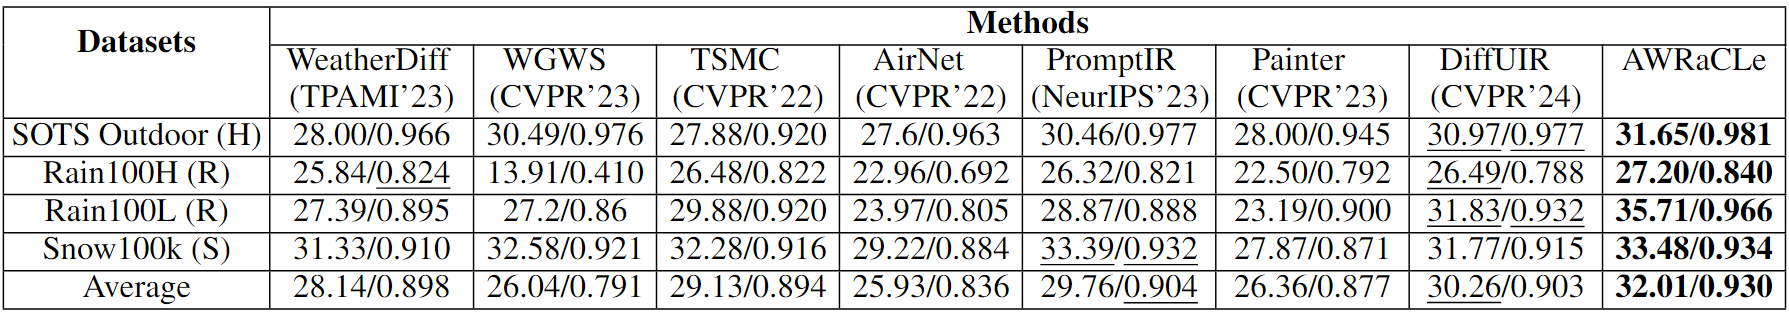 Datasets Methods
WeatherDiff WGWS TSMC AirNet PromptIR Painter DiffUIR AWRaCLe
(TPAMI’23) (CVPR’23) (CVPR’22) (CVPR’22) (NeurIPS’23) (CVPR’23) (CVPR’24)
SOTS Outdoor (H) 28.00/0.966 30.49/0.976 27.88/0.920 27.6/0.963 30.46/0.977 28.00/0.945 30.97/0.977 31.65/0.981
Rain100H (R) 25.84/0.824 13.91/0.410 26.48/0.822 22.96/0.692 26.32/0.821 22.50/0.792 26.49/0.788 27.20/0.840
Rain100L (R) 27.39/0.895 27.2/0.86 29.88/0.920 23.97/0.805 28.87/0.888 23.19/0.900 31.83/0.932 35.71/0.966
Snow100k (S) 31.33/0.910 32.58/0.921 32.28/0.916 29.22/0.884 33.39/0.932 27.87/0.871 31.77/0.915 33.48/0.934
Average 28.14/0.898 26.04/0.791 29.13/0.894 25.93/0.836 29.76/0.904 26.36/0.877 30.26/0.903 32.01/0.930